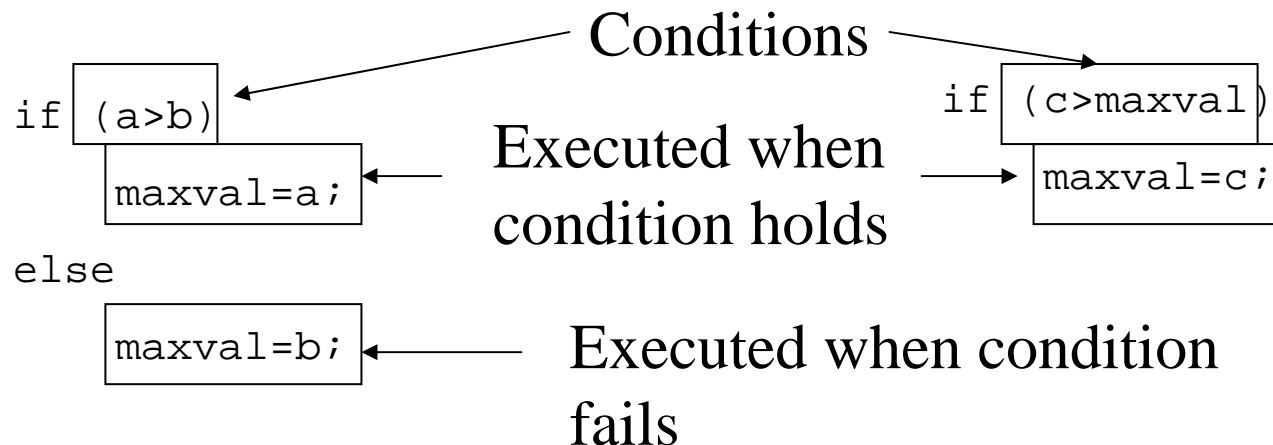 Conditions
if (a>b)
maxval=a;
else
maxval=b;
Executed when
condition holds
Executed when condition
fails
if (c>maxval)
maxval=c;